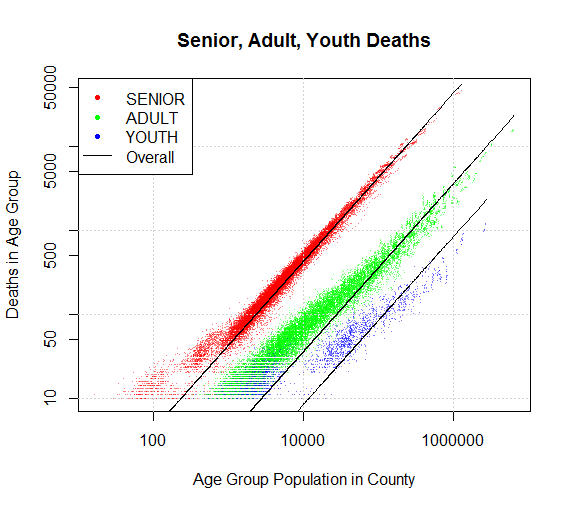 Senior, Adult, Youth Deaths
SENIOR
ADULT
YOUTH
Overall
Deaths in Age Group
50000
5000
500
50
10
100
10000
1000000
Age Group Population in County